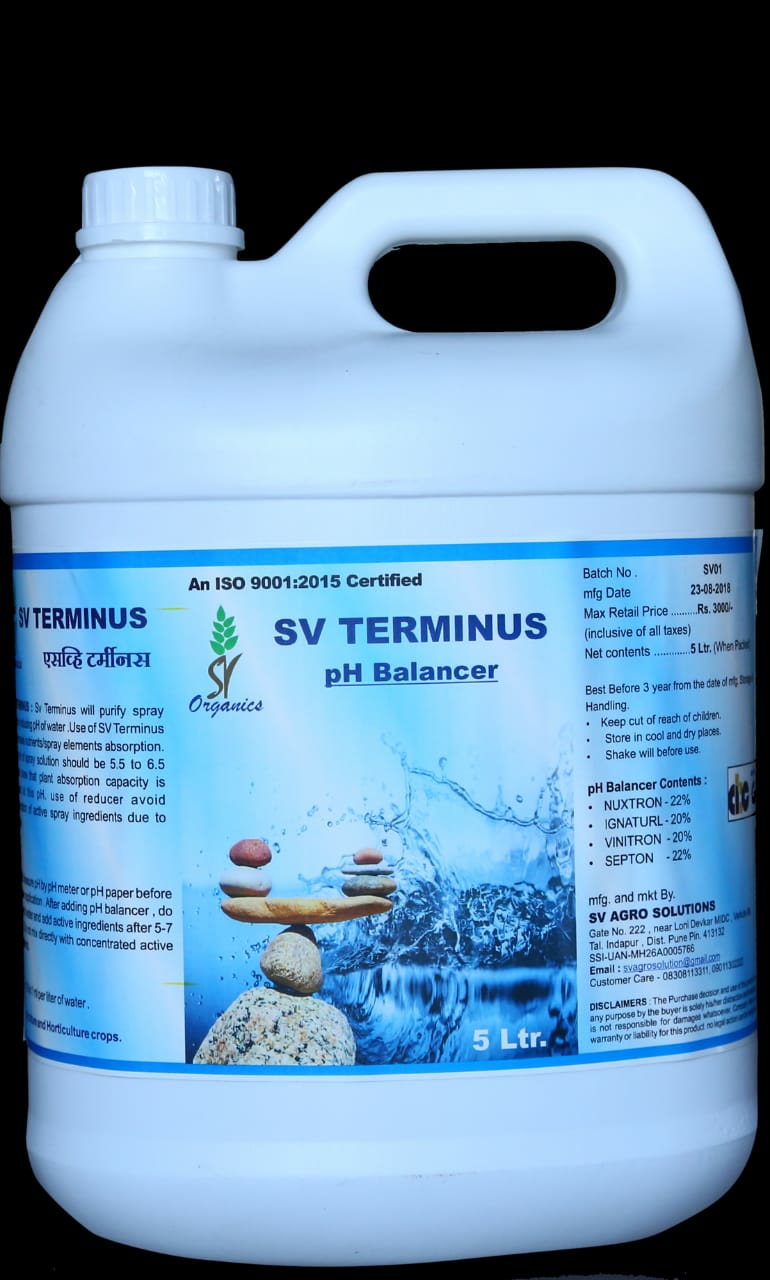 SV TERMINUS
एसव्हि टर्मीनस
: Sv Terminus will purify spray
pH of water .Use of SV Terminus
nutrients/spray elements absorption.
spray solution should be 5.5 to 6.5
that plant absorption capacity is
this pH. use of reducer avoid
of active spray ingredients due to
pH by pH meter or pH paper before
After adding pH balancer , do
and add active ingredients after 5-7
mix directly with concentrated active
ml per liter of water .
and Horticulture crops.
An ISO 9001:2015 Certified
SV
Organics
SV TERMINUS
pH Balancer
5 Ltr.
Batch No . SV01
mfg Date 23-08-2018
Max Retail Price ..........Rs. 3000/-
(inclusive of all taxes)
Net contents .............5 Ltr. (When Packed
Best Before 3 year from the date of mfg.
Handling.
• Keep cut of reach of children.
• Store in cool and dry places.
• Shake will before use.
pH Balancer Contents :
• NUXTRON - 22%
• IGNATURL - 20%
• VINITRON - 20%
• SEPTON - 22%
mfg. and mkt By.
SV AGRO SOLUTIONS
Gate No. 222 , near Loni Devkar MIDC ,
Tal. Indapur , Dist. Pune Pin. 413132
SSI-UAN-MH26A0005766
Email : svagrosolution@gmail.com
Customer Care - 08308113311,
DISCLAIMERS : The Purchase decision and use of
any purpose by the buyer is solely his/her
is not responsible for damages whatsoever.
warranty or liability for this product no legal action